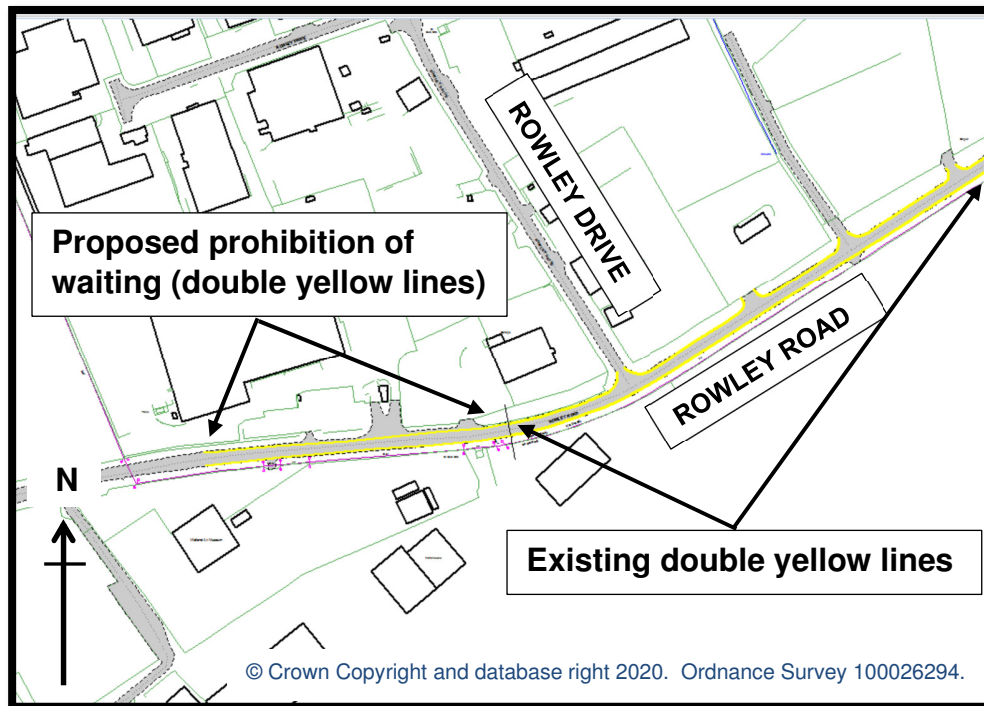 ROWLEY DRIVE
Proposed prohibition of
waiting (double yellow lines)
ROWLEY ROAD
N
Existing double yellow lines
© Crown Copyright and database right 2020. Ordnance Survey 100026294.